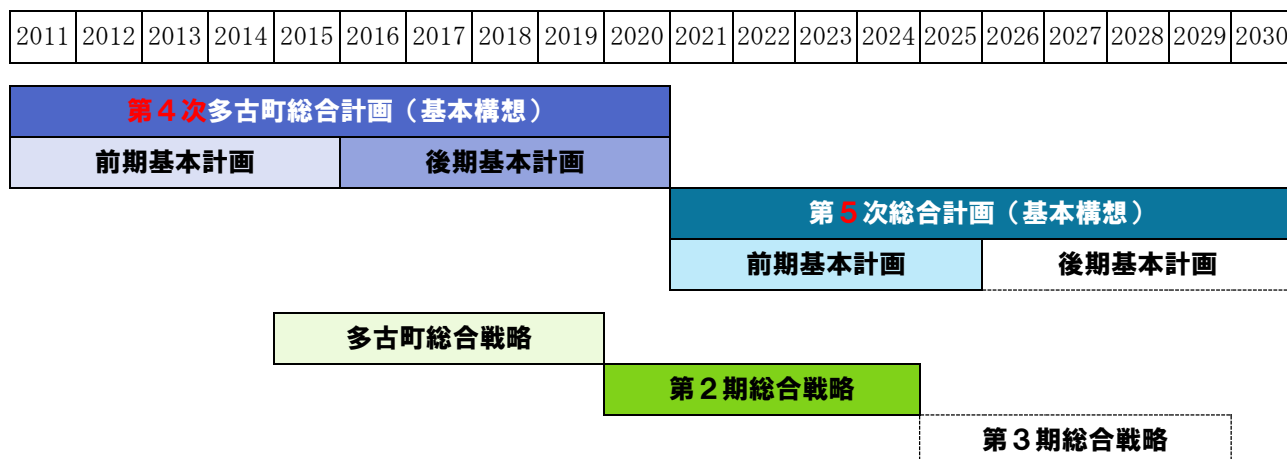 2011 2012 2013 2014 2015 2016 2017 2018 2019 2020 2021 2022 2023 2024 2025 2026 2027 2028 2029 2030
第４次多古町総合計画（基本構想）
前期基本計画 後期基本計画
第５次総合計画（基本構想）
前期基本計画 後期基本計画
多古町総合戦略
第２期総合戦略
第３期総合戦略